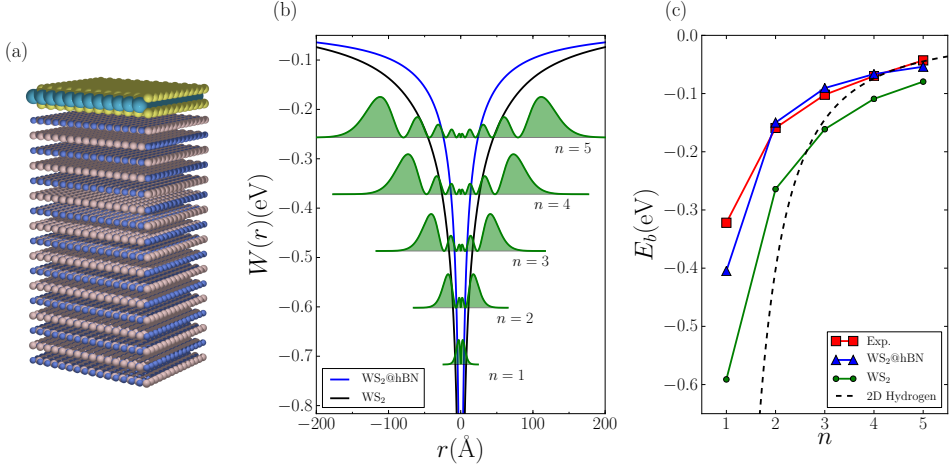 (a)
(b)
W(r)(eV)
−0.1
−0.2
−0.3
−0.4
−0.5
−0.6
−0.7
−0.8
n = 5
n = 4
n = 3
n = 2
n = 1
WS₂@hBN
WS₂
−200 −100 0 100 200
r(Å)
(c)
E_b(eV)
0.0
−0.1
−0.2
−0.3
−0.4
−0.5
−0.6
Exp.
WS₂@hBN
WS₂
2D Hydrogen
1 2 3 4 5
n